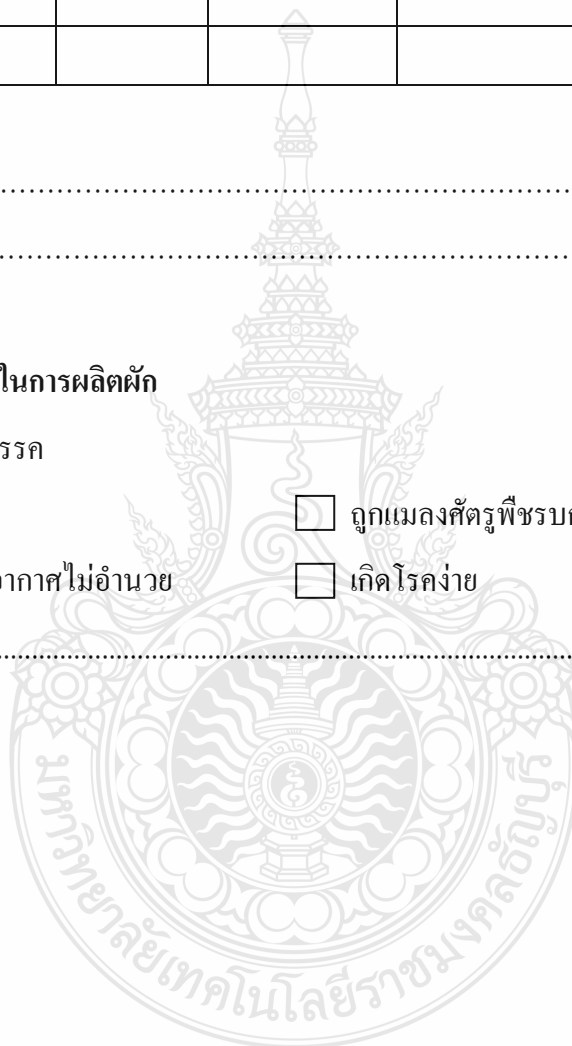 ในการผลิตผัก
รรค
ถูกแมลงศัตรูพืชรบก
อากาศไม่อำนวย เกิดโรคง่าย
มหาวิทยาลัยเทคโนโลยีราชมงคลธัญบุรี